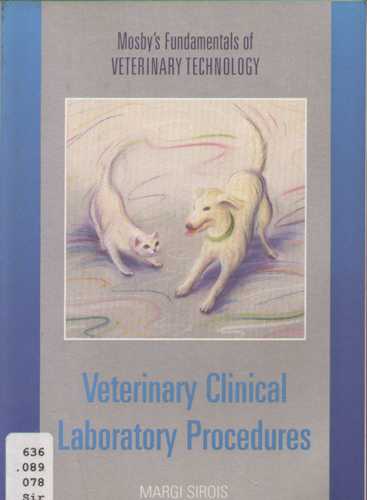 Mosby's Fundamentals of
VETERINARY TECHNOLOGY
Veterinary Clinical
Laboratory Procedures
636
.089
078
Sir
MARGI SIROIS